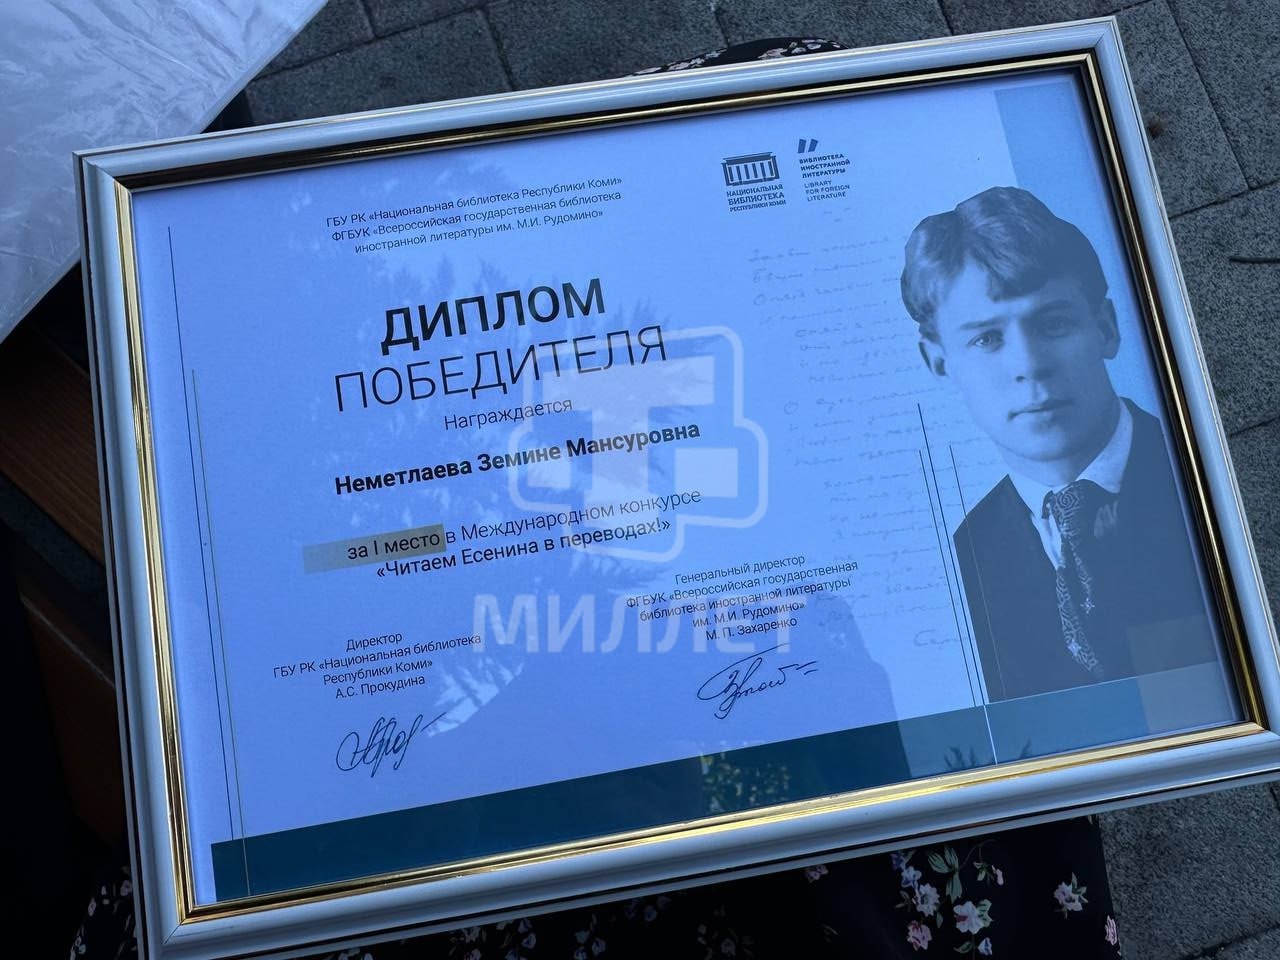 ГБУ РК «Национальная библиотека Республики Коми»
ФГБУК «Всероссийская государственная библиотека
иностранной литературы им. М.И. Рудомино»
НАЦИОНАЛЬНАЯ
БИБЛИОТЕКА
РЕСПУБЛИКИ КОМИ
БИБЛИОТЕКА
ИНОСТРАННОЙ
ЛИТЕРАТУРЫ
LIBRARY
FOR FOREIGN
LITERATURE
ДИПЛОМ
ПОБЕДИТЕЛЯ
Награждается
Неметлаева Земине Мансуровна
за I место в Международном конкурсе
«Читаем Есенина в переводах!»
Генеральный директор
ФГБУК «Всероссийская государственная
библиотека иностранной литературы
им. М.И. Рудомино»
М. П. Захаренко
Директор
ГБУ РК «Национальная библиотека
Республики Коми»
А.С. Прокудина
МИЛЛЕТ